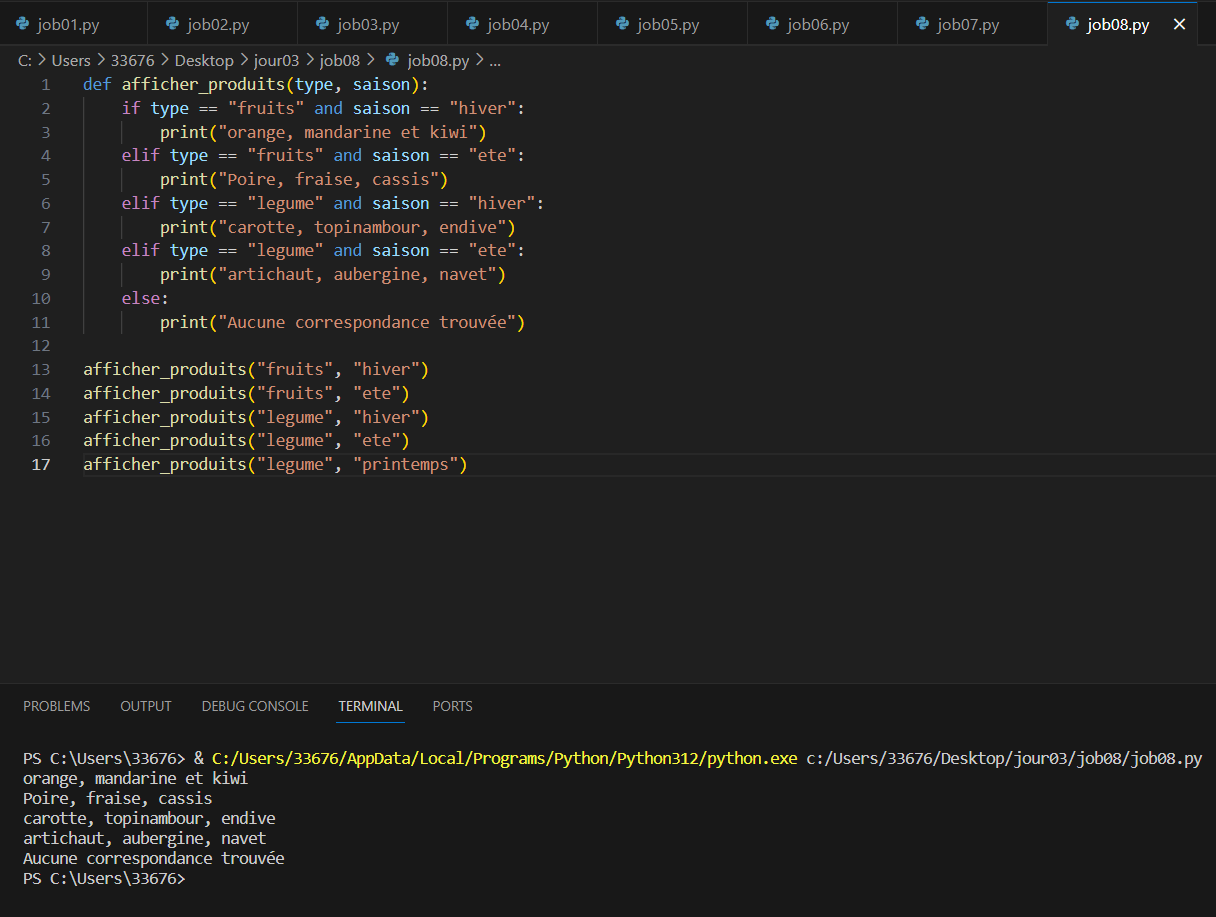 job01.py job02.py job03.py job04.py job05.py job06.py job07.py job08.py ×
C: > Users > 33676 > Desktop > jour03 > job08 > job08.py > ...
1 def afficher_produits(type, saison):
2     if type == "fruits" and saison == "hiver":
3         print("orange, mandarine et kiwi")
4     elif type == "fruits" and saison == "ete":
5         print("Poire, fraise, cassis")
6     elif type == "legume" and saison == "hiver":
7         print("carotte, topinambour, endive")
8     elif type == "legume" and saison == "ete":
9         print("artichaut, aubergine, navet")
10     else:
11         print("Aucune correspondance trouvée")
12
13 afficher_produits("fruits", "hiver")
14 afficher_produits("fruits", "ete")
15 afficher_produits("legume", "hiver")
16 afficher_produits("legume", "ete")
17 afficher_produits("legume", "printemps")
PROBLEMS OUTPUT DEBUG CONSOLE TERMINAL PORTS
PS C:\Users\33676> & C:/Users/33676/AppData/Local/Programs/Python/Python312/python.exe c:/Users/33676/Desktop/jour03/job08/job08.py
orange, mandarine et kiwi
Poire, fraise, cassis
carotte, topinambour, endive
artichaut, aubergine, navet
Aucune correspondance trouvée
PS C:\Users\33676>